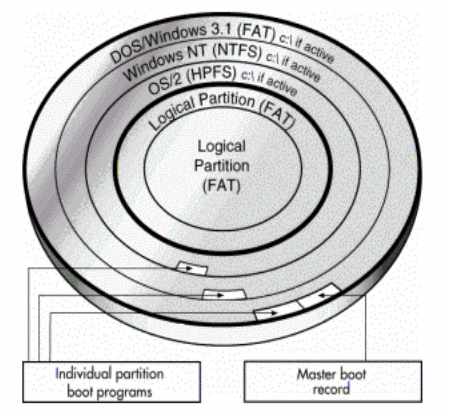 DOS/Windows 3.1 (FAT) c:\ if active
Windows NT (NTFS) c:\ if active
OS/2 (HPFS) c:\ if active
Logical Partition (FAT)
Logical
Partition
(FAT)
Individual partition
boot programs
Master boot
record